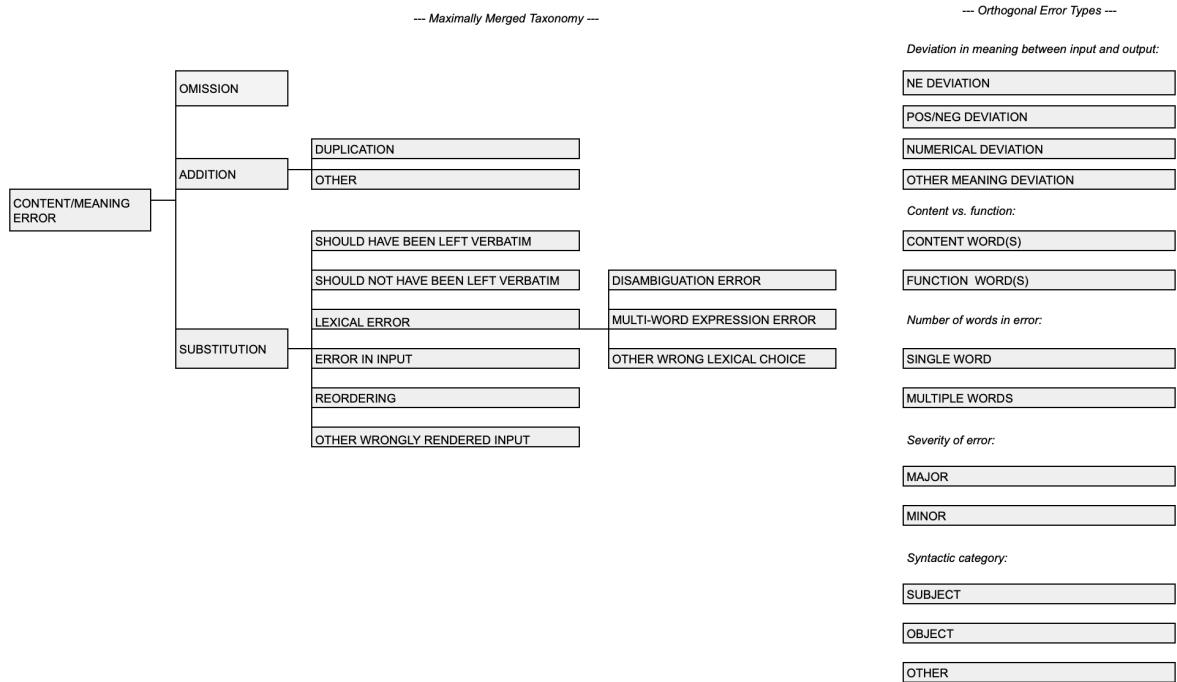 --- Maximally Merged Taxonomy ---
OMISSION
ADDITION
DUPLICATION
OTHER
CONTENT/MEANING
ERROR
SUBSTITUTION
SHOULD HAVE BEEN LEFT VERBATIM
SHOULD NOT HAVE BEEN LEFT VERBATIM
LEXICAL ERROR
ERROR IN INPUT
REORDERING
OTHER WRONGLY RENDERED INPUT
DISAMBIGUATION ERROR
MULTI-WORD EXPRESSION ERROR
OTHER WRONG LEXICAL CHOICE
--- Orthogonal Error Types ---
Deviation in meaning between input and output:
NE DEVIATION
POS/NEG DEVIATION
NUMERICAL DEVIATION
OTHER MEANING DEVIATION
Content vs. function:
CONTENT WORD(S)
FUNCTION WORD(S)
Number of words in error:
SINGLE WORD
MULTIPLE WORDS
Severity of error:
MAJOR
MINOR
Syntactic category:
SUBJECT
OBJECT
OTHER